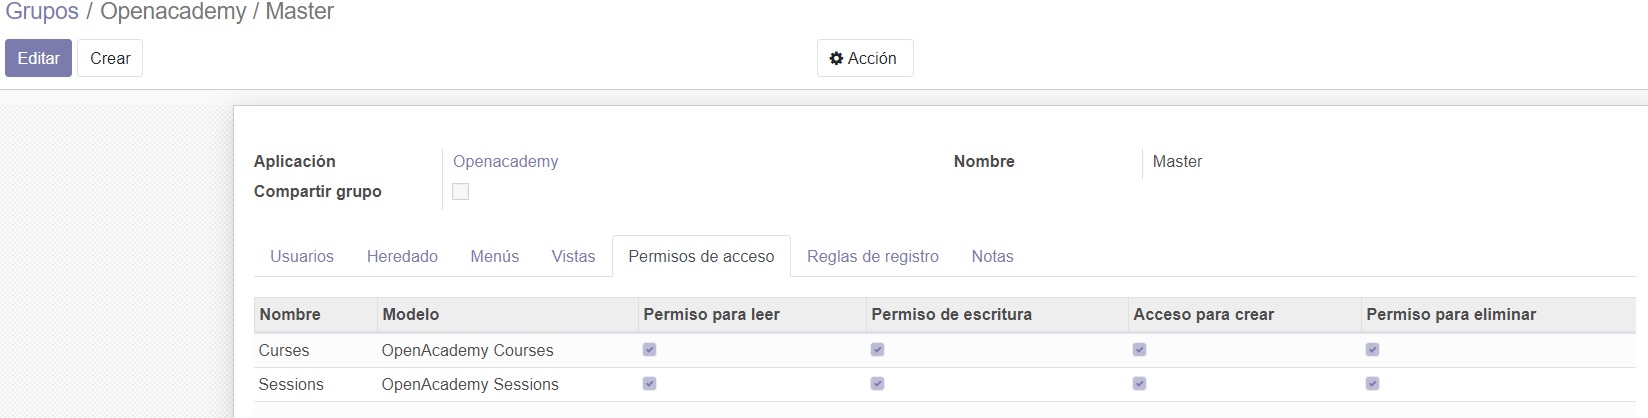 Grupos / Openacademy / Master
Editar Crear Acción
Aplicación Openacademy Nombre Master
Compartir grupo
Usuarios Heredado Menús Vistas Permisos de acceso Reglas de registro Notas
Nombre Modelo Permiso para leer Permiso de escritura Acceso para crear Permiso para eliminar
Curses OpenAcademy Courses
Sessions OpenAcademy Sessions